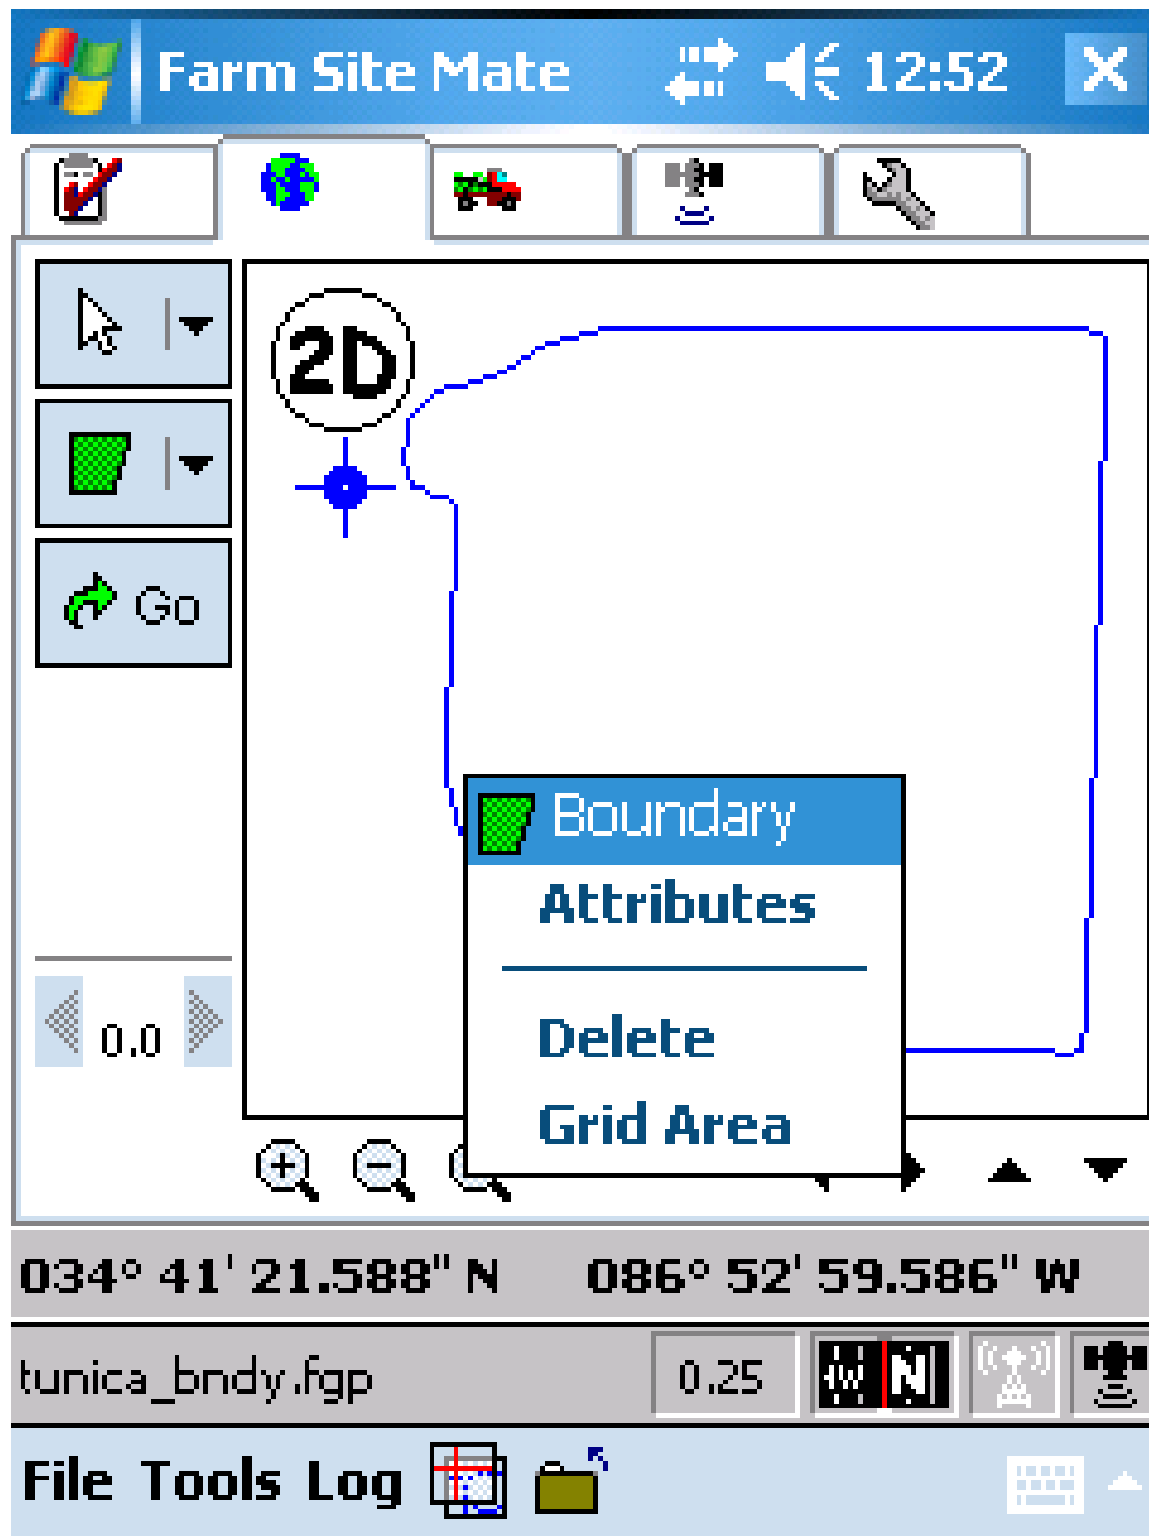 Farm Site Mate 12:52
2D
Go
Boundary
Attributes
Delete
Grid Area
0.0
034° 41' 21.588" N 086° 52' 59.586" W
tunica_bndy.fgp 0.25 W N
File Tools Log